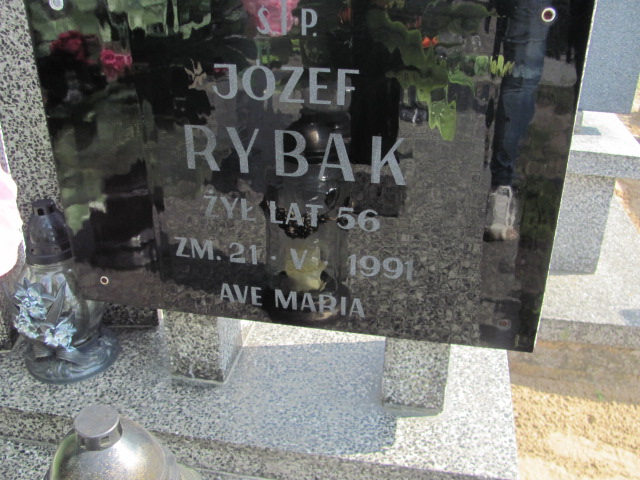 Ś.†P.
JÓZEF
RYBAK
ŻYŁ LAT 56
ZM. 21 · V · 1991
AVE MARIA